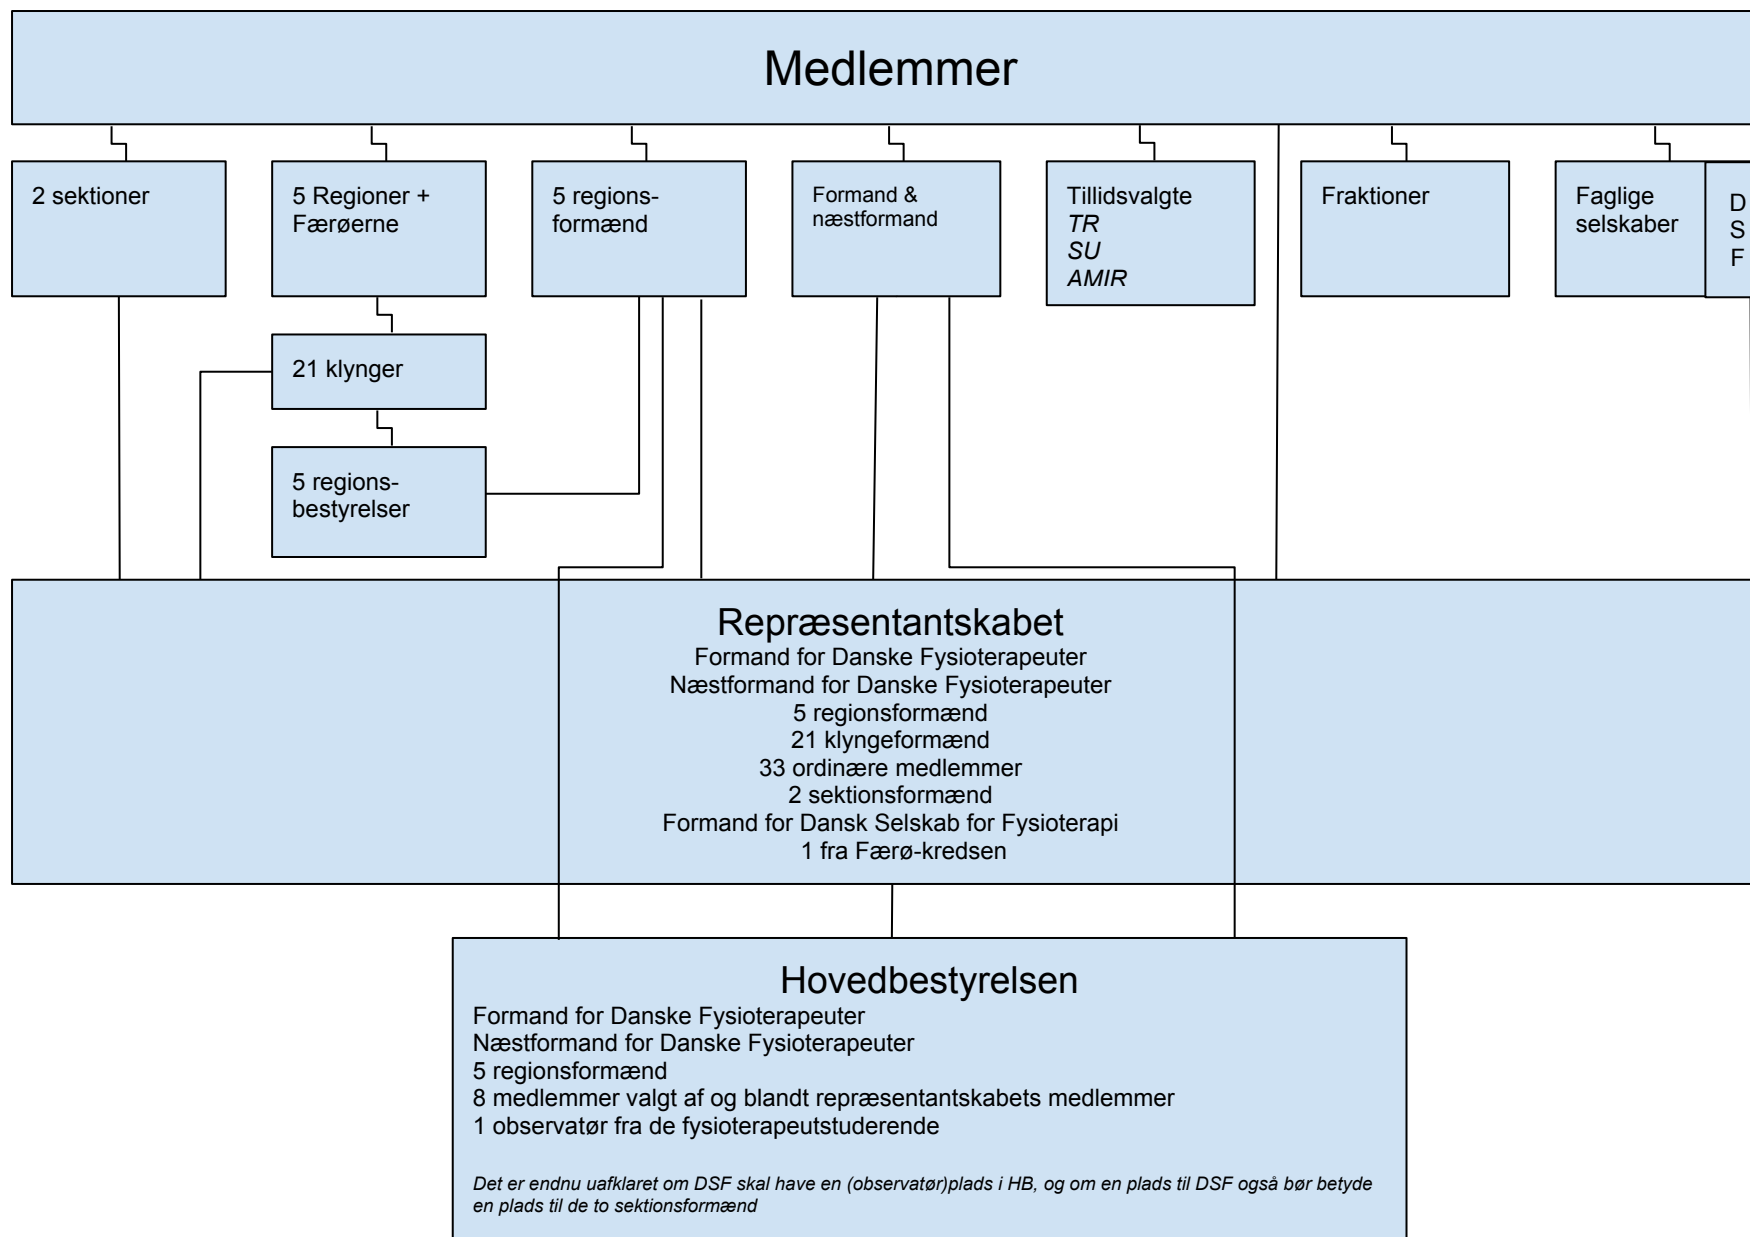 Medlemmer
2 sektioner
5 Regioner +
Færøerne
5 regions-
formænd
Formand &
næstformand
Tillidsvalgte
TR
SU
AMIR
Fraktioner
Faglige
selskaber
D
S
F
21 klynger
5 regions-
bestyrelser
Repræsentantskabet
Formand for Danske Fysioterapeuter
Næstformand for Danske Fysioterapeuter
5 regionsformænd
21 klyngeformænd
33 ordinære medlemmer
2 sektionsformænd
Formand for Dansk Selskab for Fysioterapi
1 fra Færø-kredsen
Hovedbestyrelsen
Formand for Danske Fysioterapeuter
Næstformand for Danske Fysioterapeuter
5 regionsformænd
8 medlemmer valgt af og blandt repræsentantskabets medlemmer
1 observatør fra de fysioterapeutstuderende
Det er endnu uafklaret om DSF skal have en (observatør)plads i HB, og om en plads til DSF også bør betyde
en plads til de to sektionsformænd